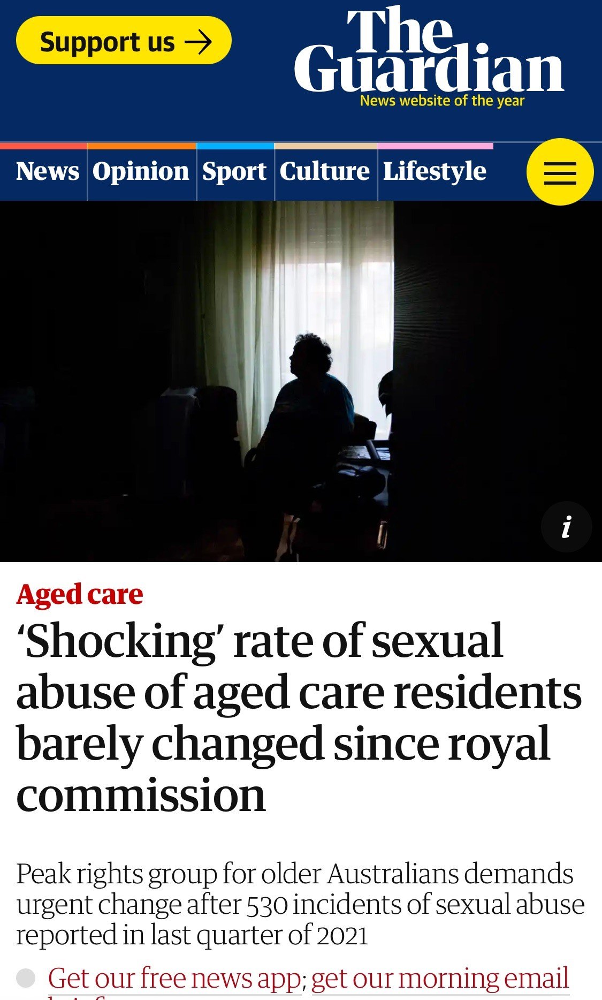 Support us →
The
Guardian
News website of the year
News Opinion Sport Culture Lifestyle
i
Aged care
‘Shocking’ rate of sexual
abuse of aged care residents
barely changed since royal
commission
Peak rights group for older Australians demands
urgent change after 530 incidents of sexual abuse
reported in last quarter of 2021
Get our free news app; get our morning email